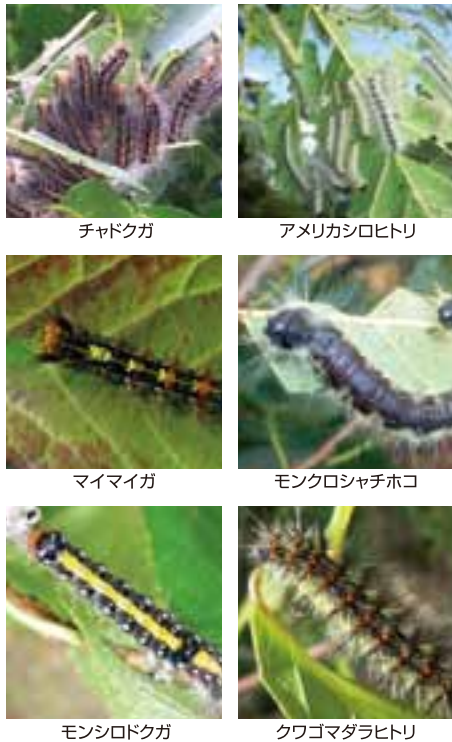 チャドクガ
アメリカシロヒトリ
マイマイガ
モンクロシャチホコ
モンシロドクガ
クワゴマダラヒトリ